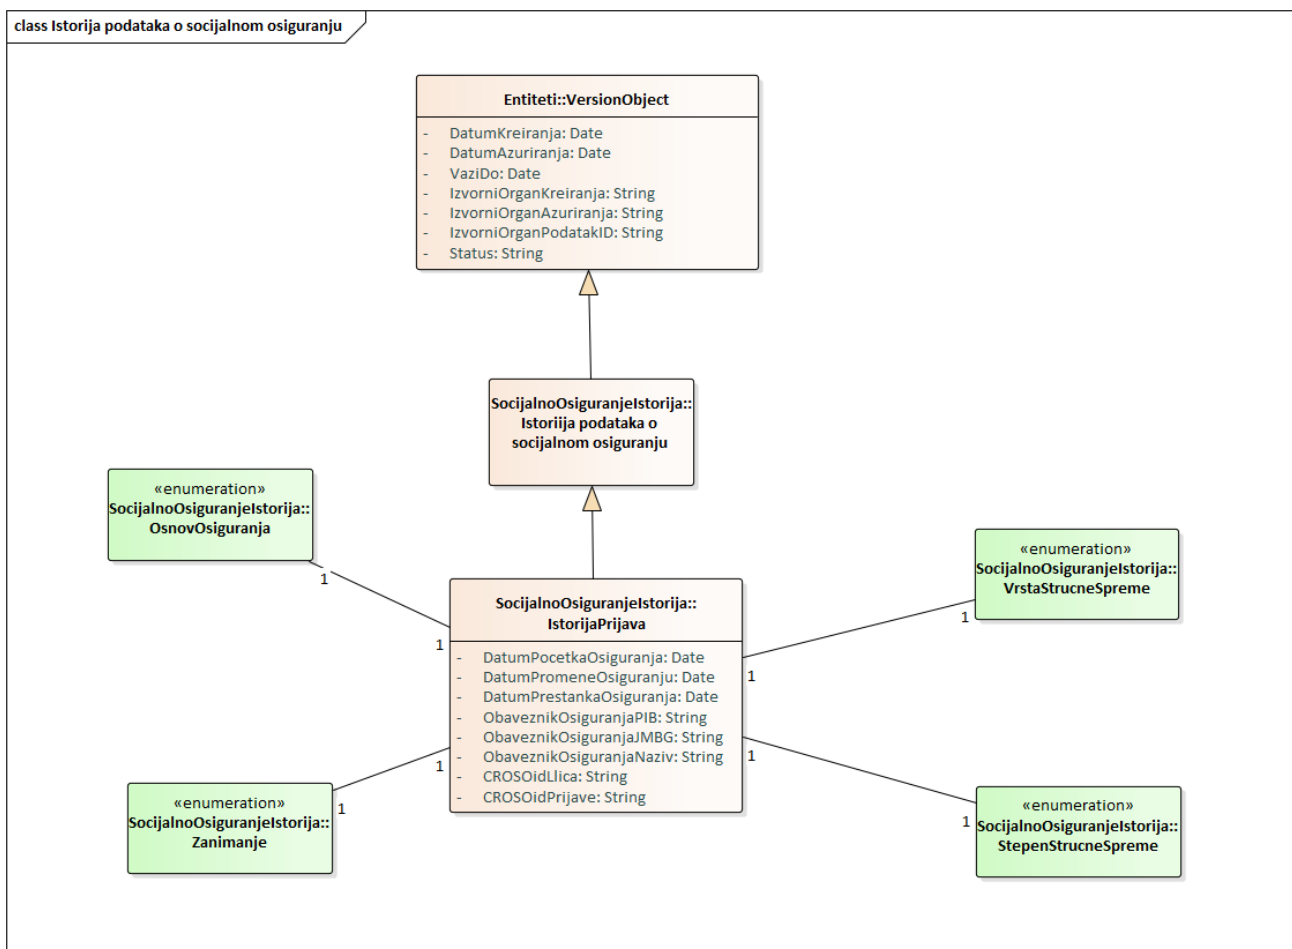 class Istorija podataka o socijalnom osiguranju
Entiteti::VersionObject
- DatumKreiranja: Date
- DatumAzuriranja: Date
- VaziDo: Date
- IzvorniOrganKreiranja: String
- IzvorniOrganAzuriranja: String
- IzvorniOrganPodatakID: String
- Status: String
SocijalnoOsiguranjeIstorija::
Istoriija podataka o
socijalnom osiguranju
«enumeration»
SocijalnoOsiguranjeIstorija::
OsnovOsiguranja
1
1
«enumeration»
SocijalnoOsiguranjeIstorija::
VrstaStrucneSpreme
1
1
SocijalnoOsiguranjeIstorija::
IstorijaPrijava
- DatumPocetkaOsiguranja: Date
- DatumPromeneOsiguranju: Date
- DatumPrestankaOsiguranja: Date
- ObaveznikOsiguranjaPIB: String
- ObaveznikOsiguranjaJMBG: String
- ObaveznikOsiguranjaNaziv: String
- CROSOidLlica: String
- CROSOidPrijave: String
1
1
«enumeration»
SocijalnoOsiguranjeIstorija::
Zanimanje
1
1
«enumeration»
SocijalnoOsiguranjeIstorija::
StepenStrucneSpreme